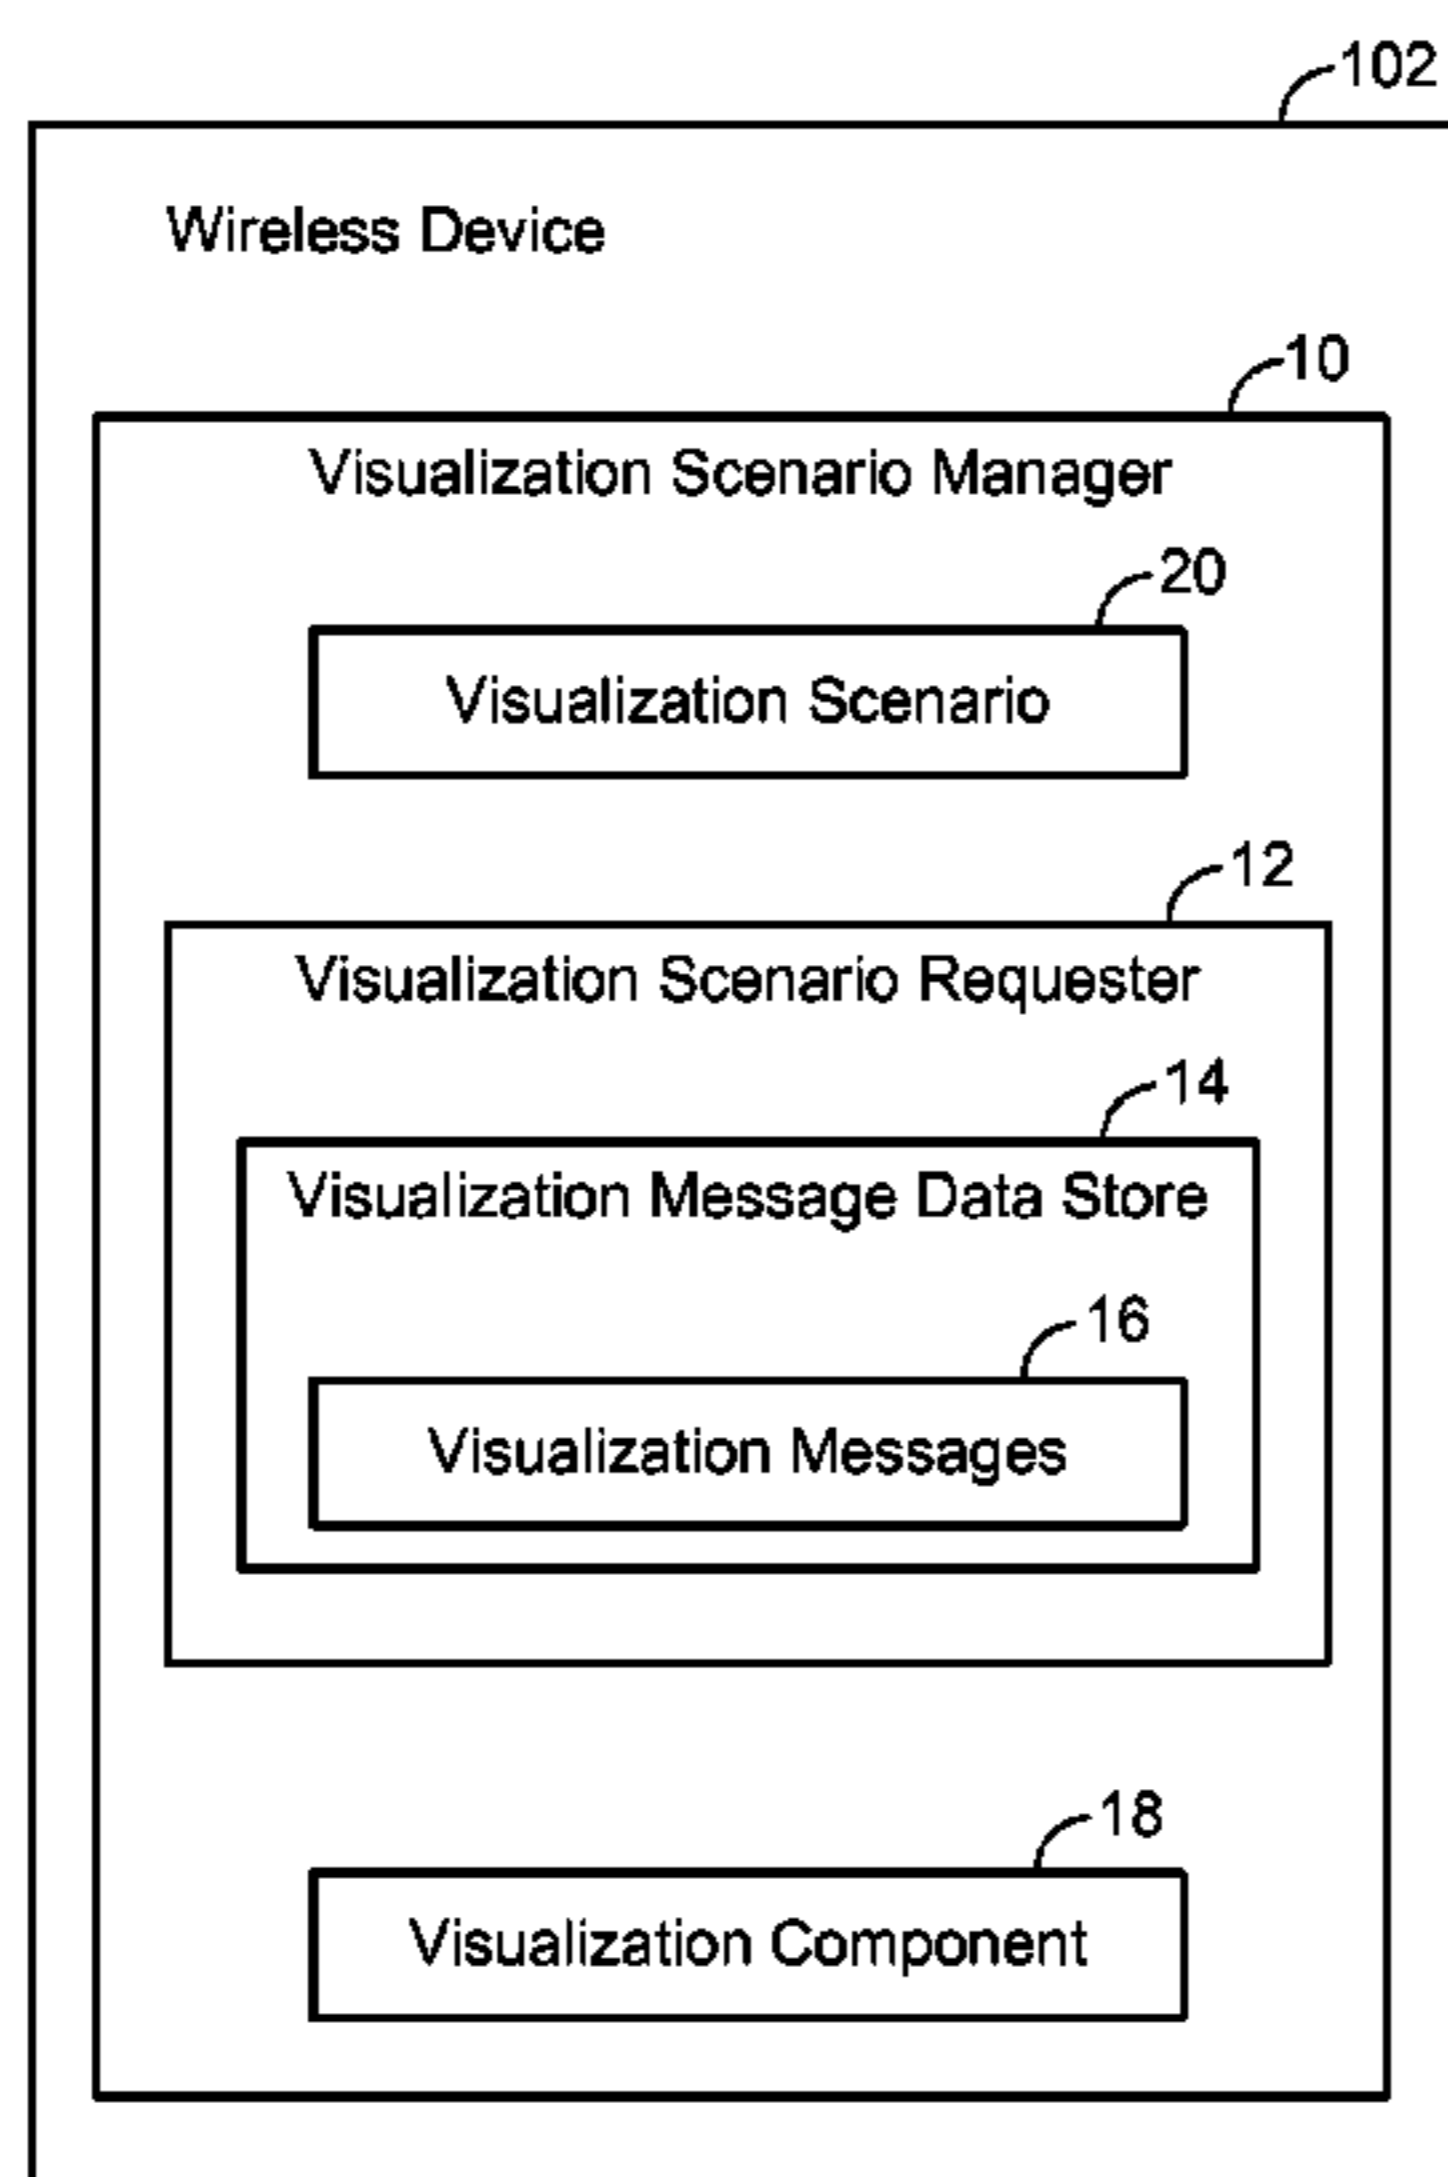 102
Wireless Device
10
Visualization Scenario Manager
20
Visualization Scenario
12
Visualization Scenario Requester
14
Visualization Message Data Store
16
Visualization Messages
18
Visualization Component